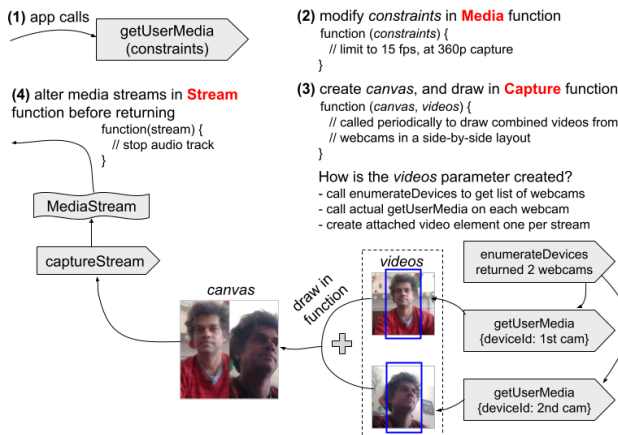 (1) app calls
getUserMedia
(constraints)
(2) modify constraints in Media function
function (constraints) {
// limit to 15 fps, at 360p capture
}
(3) create canvas, and draw in Capture function
function (canvas, videos) {
// called periodically to draw combined videos from
// webcams in a side-by-side layout
}
(4) alter media streams in Stream
function before returning
function(stream) {
// stop audio track
}
MediaStream
captureStream
How is the videos parameter created?
- call enumerateDevices to get list of webcams
- call actual getUserMedia on each webcam
- create attached video element one per stream
canvas
draw in
function
videos
enumerateDevices
returned 2 webcams
getUserMedia
{deviceId: 1st cam}
getUserMedia
{deviceId: 2nd cam}